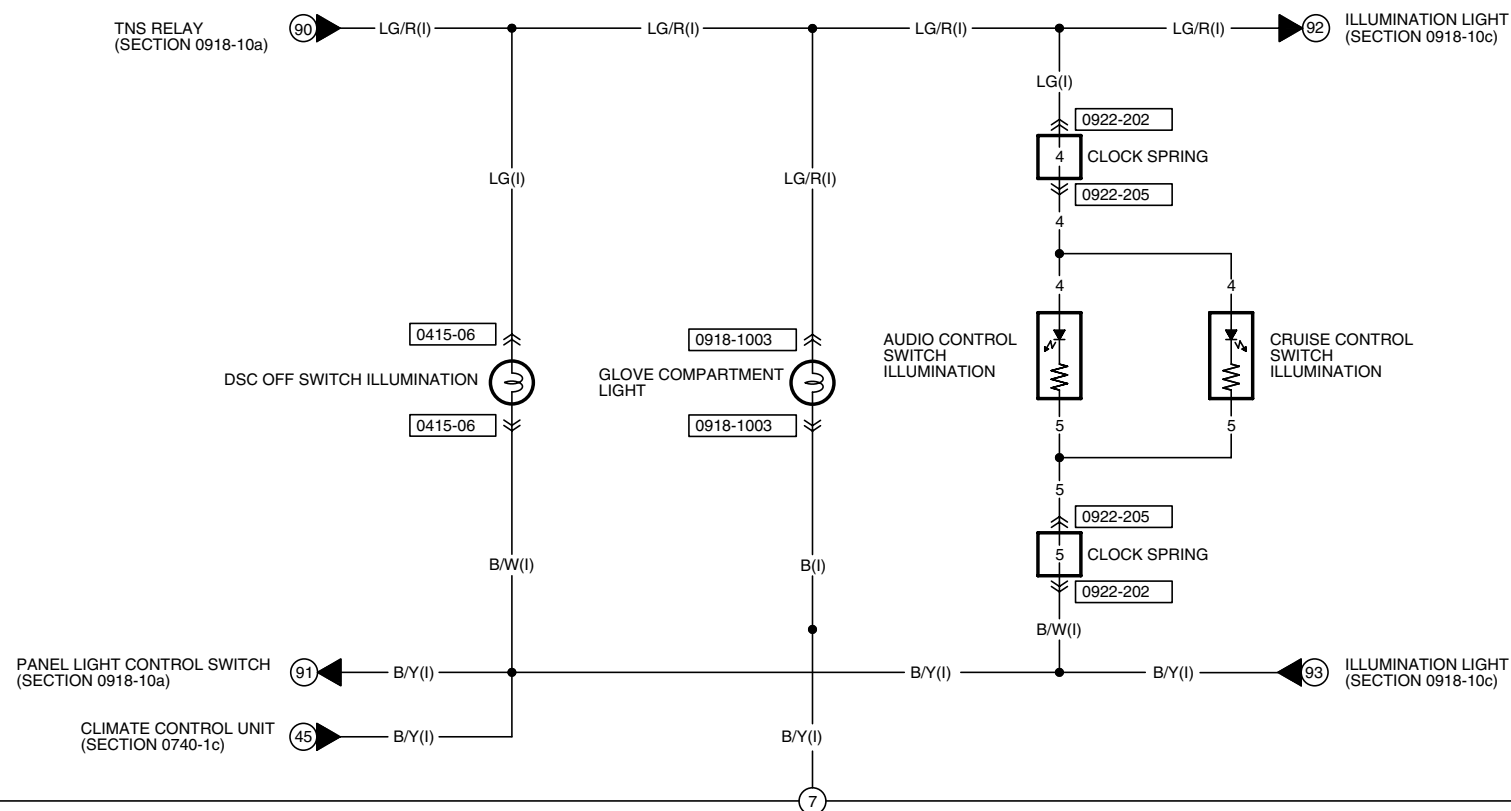 TNS RELAY
(SECTION 0918-10a)
90
LG/R(I)
LG/R(I)
LG/R(I)
LG/R(I)
92
ILLUMINATION LIGHT
(SECTION 0918-10c)
LG(I)
0922-202
4
CLOCK SPRING
LG(I)
LG/R(I)
0922-205
4
4
4
0415-06
0918-1003
AUDIO CONTROL
SWITCH
ILLUMINATION
CRUISE CONTROL
SWITCH
ILLUMINATION
DSC OFF SWITCH ILLUMINATION
GLOVE COMPARTMENT
LIGHT
0415-06
0918-1003
5
5
5
0922-205
5
CLOCK SPRING
B/W(I)
B(I)
0922-202
B/W(I)
PANEL LIGHT CONTROL SWITCH
(SECTION 0918-10a)
91
B/Y(I)
B/Y(I)
B/Y(I)
93
ILLUMINATION LIGHT
(SECTION 0918-10c)
CLIMATE CONTROL UNIT
(SECTION 0740-1c)
45
B/Y(I)
B/Y(I)
7